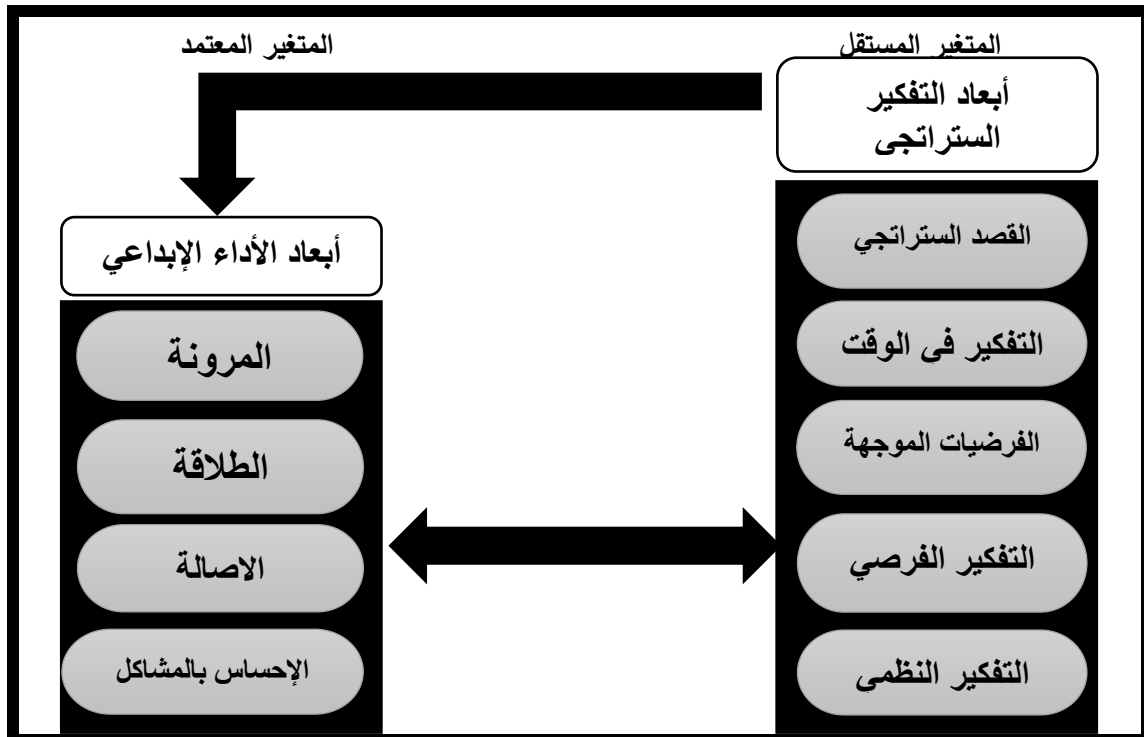 المتغير المستقل
المتغير المعتمد
أبعاد التفكير
الستراتجى
القصد الستراتجي
التفكير فى الوقت
الفرضيات الموجهة
التفكير الفرصي
التفكير النظمى
أبعاد الأداء الإبداعي
المرونة
الطلاقة
الاصالة
الإحساس بالمشاكل